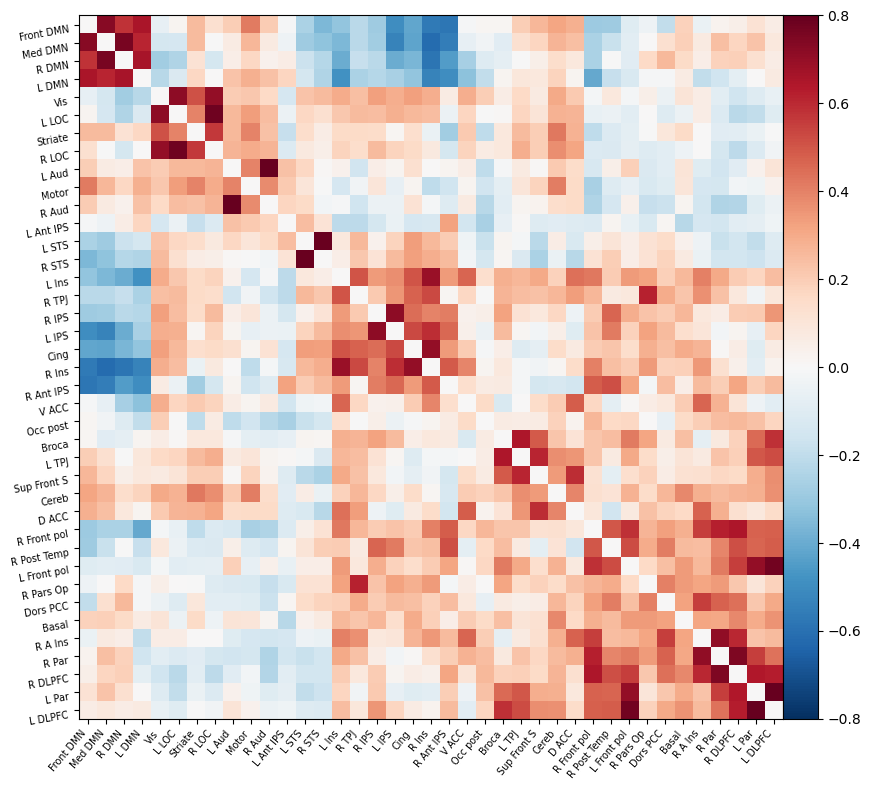 Front DMN
Med DMN
R DMN
L DMN
Vis
L LOC
Striate
R LOC
L Aud
Motor
R Aud
L Ant IPS
L STS
R STS
L Ins
R TPJ
R IPS
L IPS
Cing
R Ins
R Ant IPS
V ACC
Occ post
Broca
L TPJ
Sup Front S
Cereb
D ACC
R Front pol
R Post Temp
L Front pol
R Pars Op
Dors PCC
Basal
R A Ins
R Par
R DLPFC
L Par
L DLPFC
Front DMN
Med DMN
R DMN
L DMN
Vis
L LOC
Striate
R LOC
L Aud
Motor
R Aud
L Ant IPS
L STS
R STS
L Ins
R TPJ
R IPS
L IPS
Cing
R Ins
R Ant IPS
V ACC
Occ post
Broca
L TPJ
Sup Front S
Cereb
D ACC
R Front pol
R Post Temp
L Front pol
R Pars Op
Dors PCC
Basal
R A Ins
R Par
R DLPFC
L Par
L DLPFC
0.8
0.6
0.4
0.2
0.0
−0.2
−0.4
−0.6
−0.8